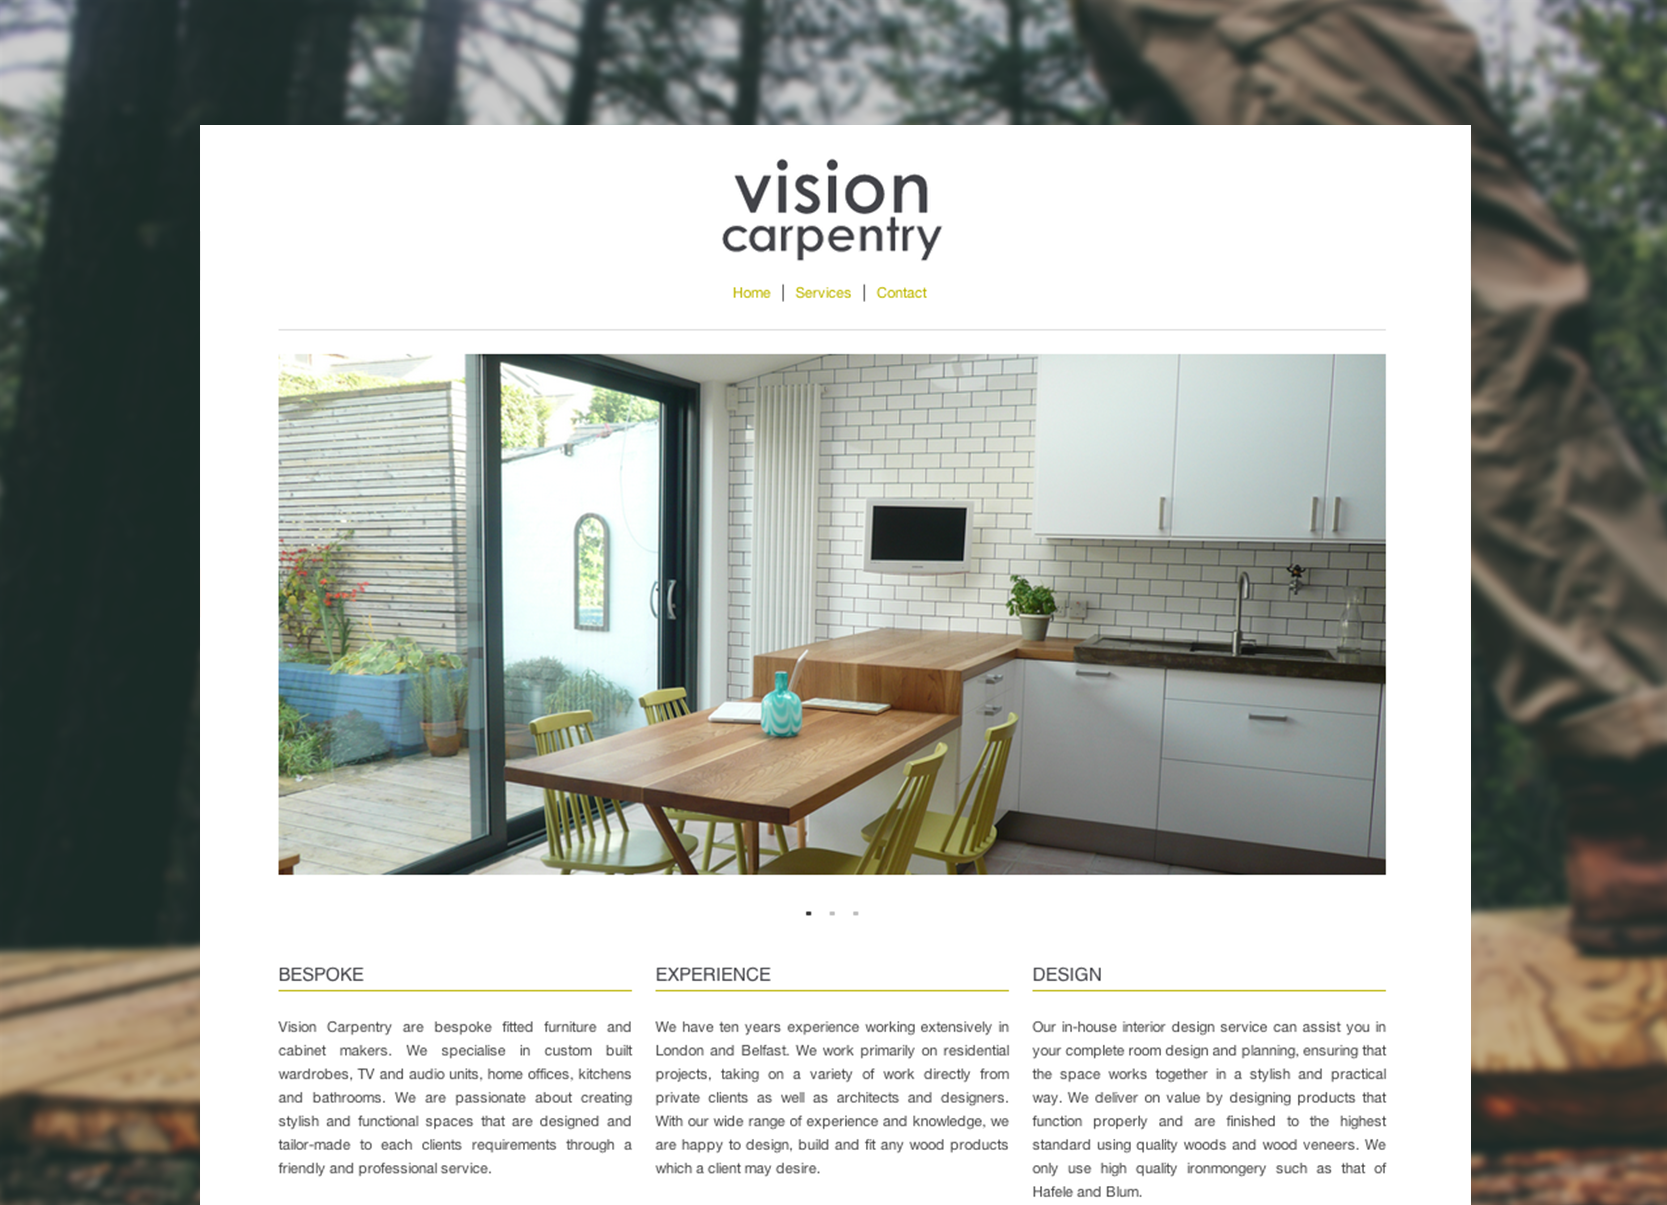 vision
carpentry
Home | Services | Contact
BESPOKE
Vision Carpentry are bespoke fitted furniture and
cabinet makers. We specialise in custom built
wardrobes, TV and audio units, home offices, kitchens
and bathrooms. We are passionate about creating
stylish and functional spaces that are designed and
tailor-made to each clients requirements through a
friendly and professional service.
EXPERIENCE
We have ten years experience working extensively in
London and Belfast. We work primarily on residential
projects, taking on a variety of work directly from
private clients as well as architects and designers.
With our wide range of experience and knowledge, we
are happy to design, build and fit any wood products
which a client may desire.
DESIGN
Our in-house interior design service can assist you in
your complete room design and planning, ensuring that
the space works together in a stylish and practical
way. We deliver on value by designing products that
function properly and are finished to the highest
standard using quality woods and wood veneers. We
only use high quality ironmongery such as that of
Hafele and Blum.